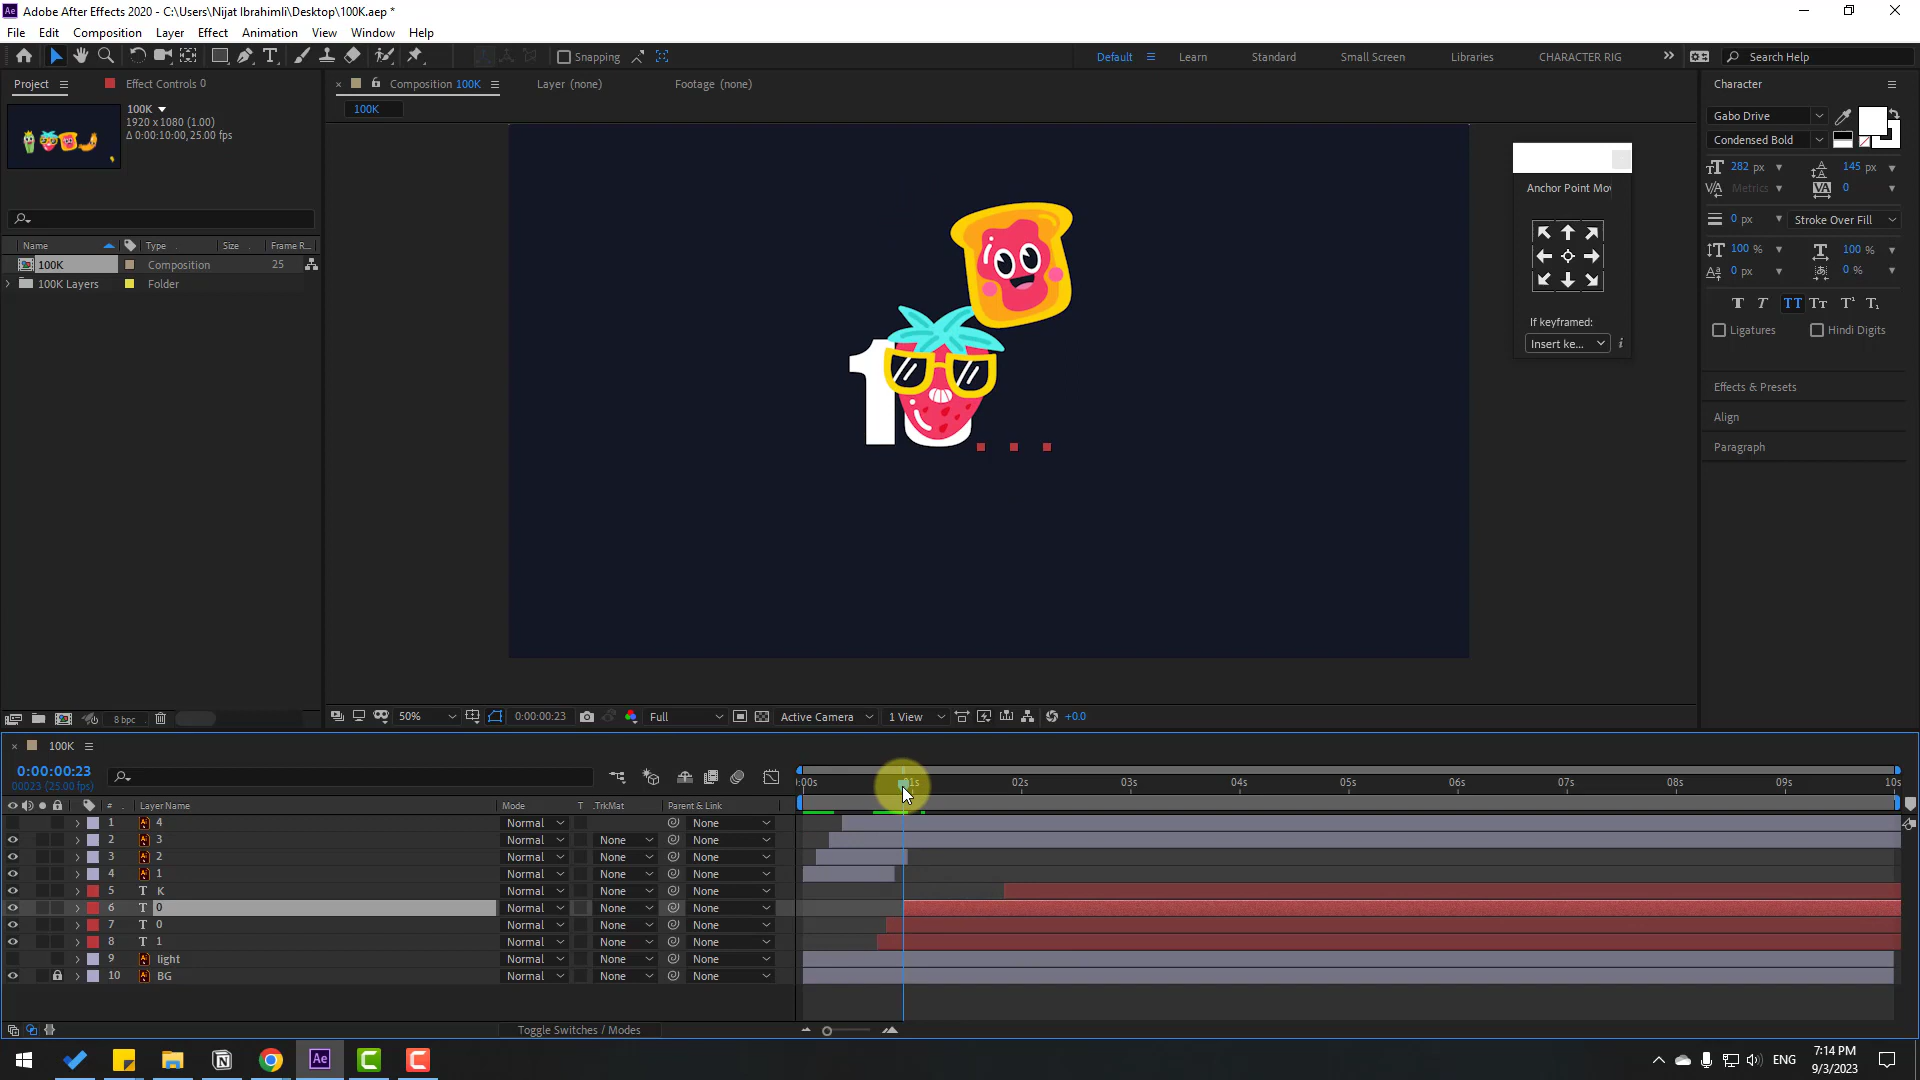 Adobe After Effects 2020 - C:\Users\Nijat Ibrahimli\Desktop\100K.aep *
File Edit Composition Layer Effect Animation View Window Help
Snapping
Default Learn Standard Small Screen Libraries CHARACTER RIG Search Help
Project Effect Controls 0
Composition 100K Layer (none) Footage (none)
Character
100K
1920 x 1080 (1.00)
Δ 0:00:10:00, 25.00 fps
100K
Gabo Drive
Condensed Bold
282 px 145 px
Metrics 0
0 px Stroke Over Fill
100 % 100 %
0 px 0 %
Ligatures Hindi Digits
Effects & Presets
Align
Paragraph
Anchor Point Mov
If keyframed:
Insert ke...
Name Type Size Frame R...
100K Composition 25
100K Layers Folder
10
8 bpc
50% 0:00:00:23 Full Active Camera 1 View +0.0
100K
0:00:00:23
00023 (25.00 fps)
:00s 01s 02s 03s 04s 05s 06s 07s 08s 09s 10s
# Layer Name Mode T .TrkMat Parent & Link
1 4 Normal None
2 3 Normal None None
3 2 Normal None None
4 1 Normal None None
5 T K Normal None None
6 T 0 Normal None None
7 T 0 Normal None None
8 T 1 Normal None None
9 light Normal None None
10 BG Normal None None
Toggle Switches / Modes
ENG
7:14 PM
9/3/2023